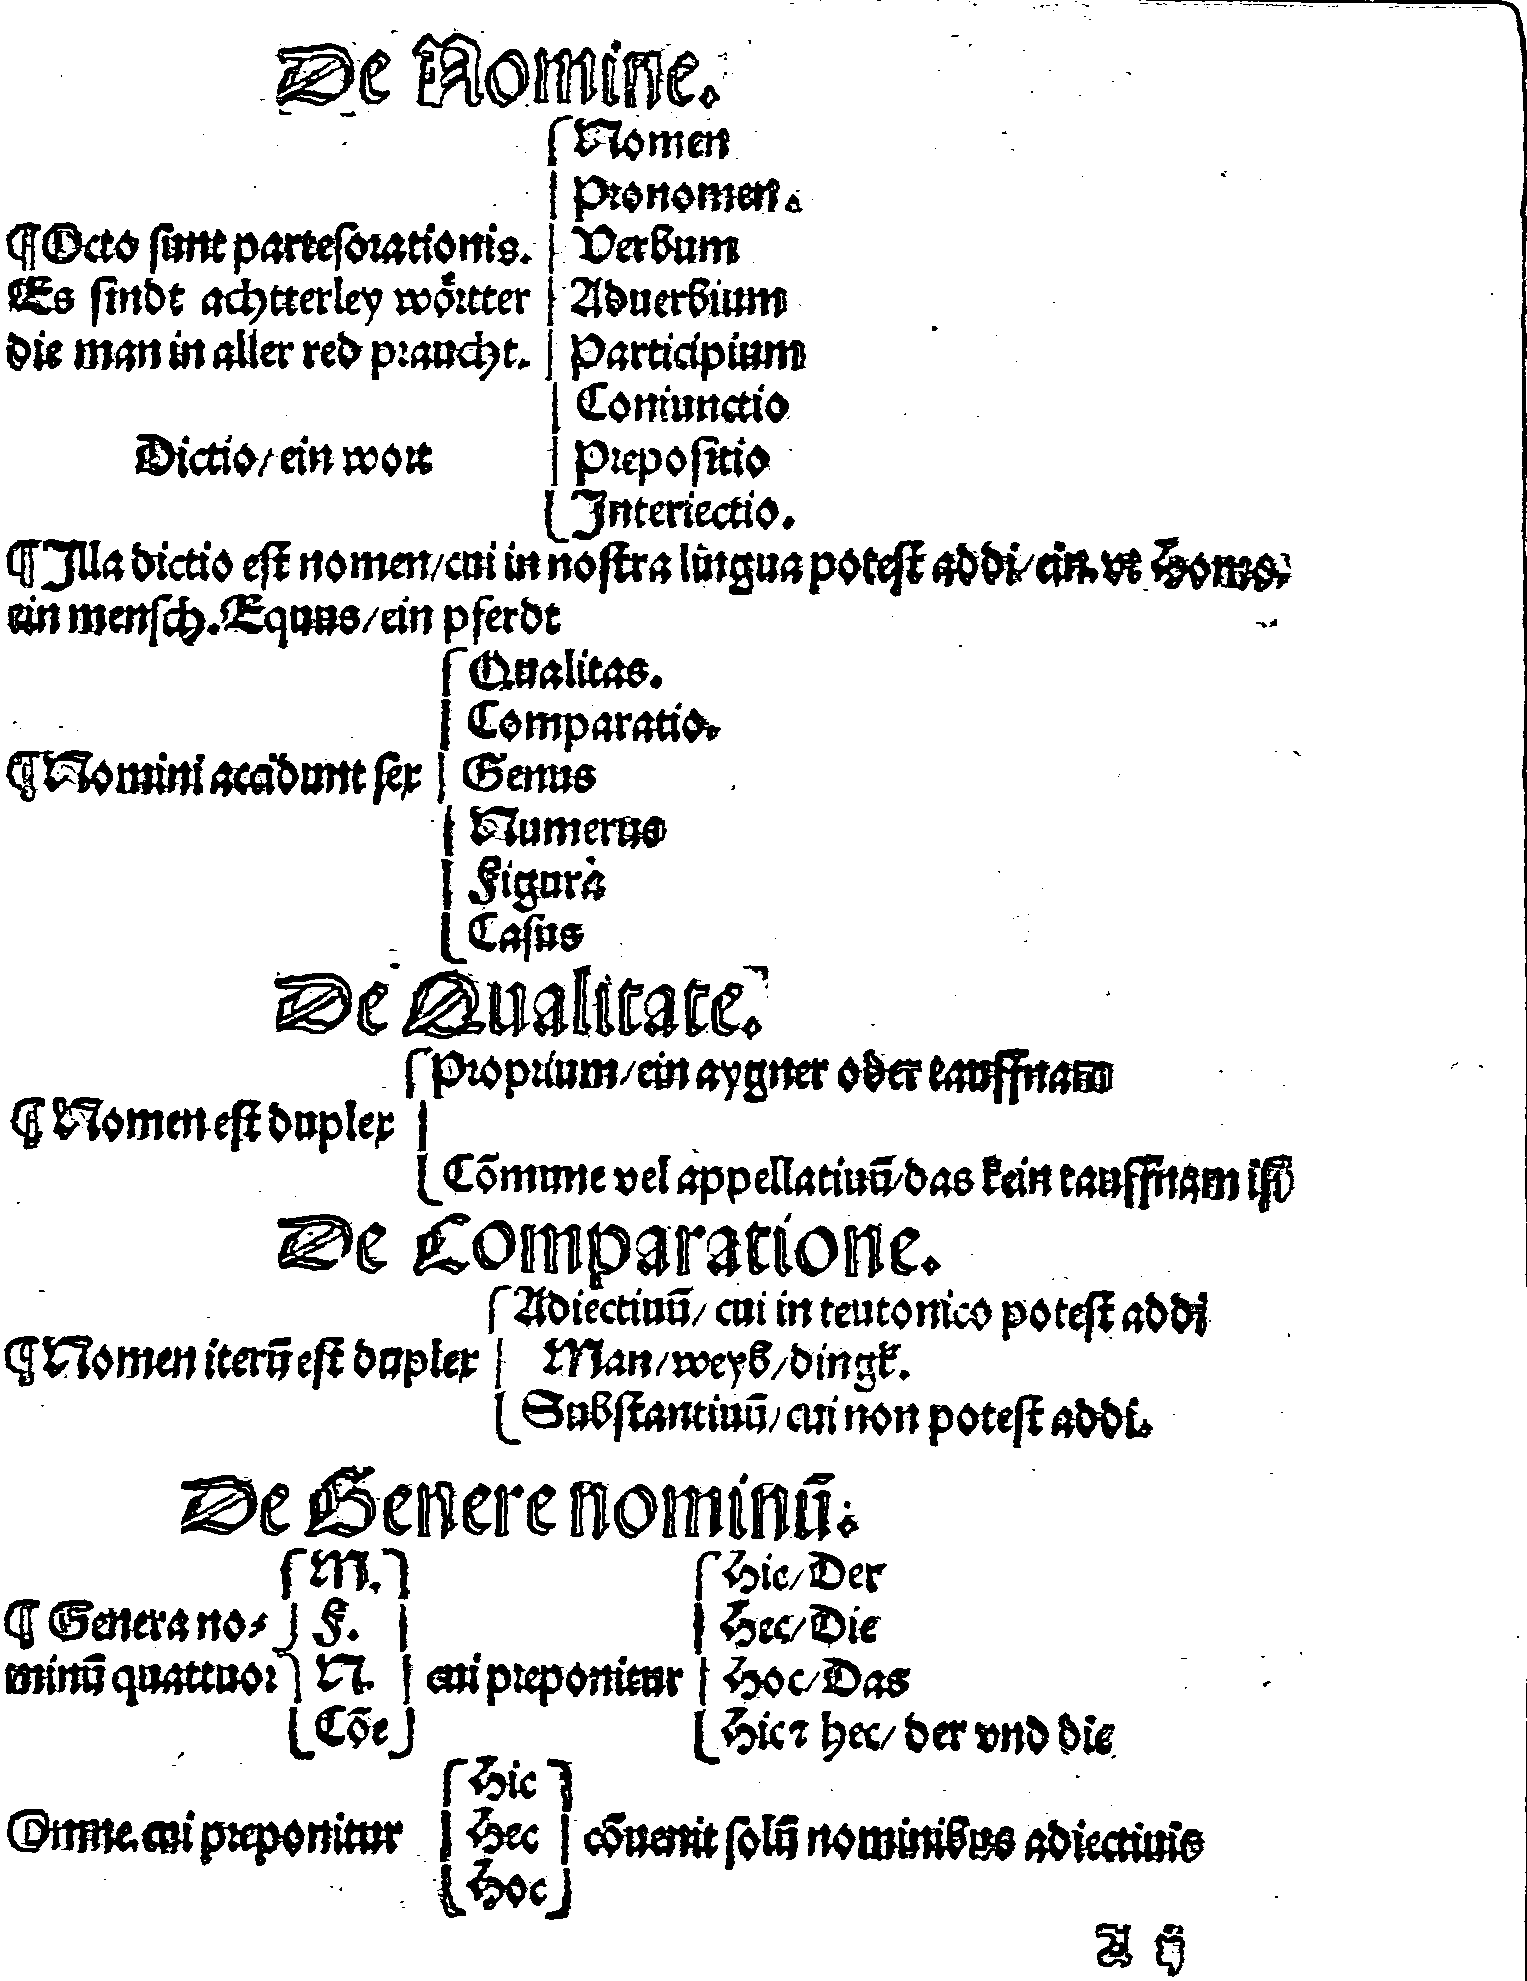 De Nomine.
Nomen
Pronomen.
¶ Octo sunt partesorationis. Verbum
Es sindt achtterley wörtter Aduerbium
die man in aller red praucht. Participium
Coniunctio
Dictio/ ein wort Prepositio
Interiectio.
¶ Illa dictio est nomen/cui in nostra lingua potest addi/ein. vt Homo.
ein mensch. Equus/ein pferdt
Qualitas.
Comparatio.
¶ Nomini accidunt sex Genus
Numerus
Figura
Casus
De Qualitate.
Proprium/ein aygner oder tauffnam
¶ Nomen est duplex
Cōmune vel appellatiuū/das kein tauffnam ist
De Comparatione.
Adiectiuū/ cui in teutonico potest addi
¶ Nomen iterū est duplex Man/weyb/dingk.
Substantiuū/cui non potest addi.
De Genere nominū.
M. Hic/Der
¶ Genera no⸗ F. Hec/Die
minū quattuor N. cui preponitur Hoc/Das
Cōe Hic ⁊ hec/ der vnd die
Hic
Omne. cui preponitur Hec cōuenit solū nominibus adiectiuis
Hoc
A ij